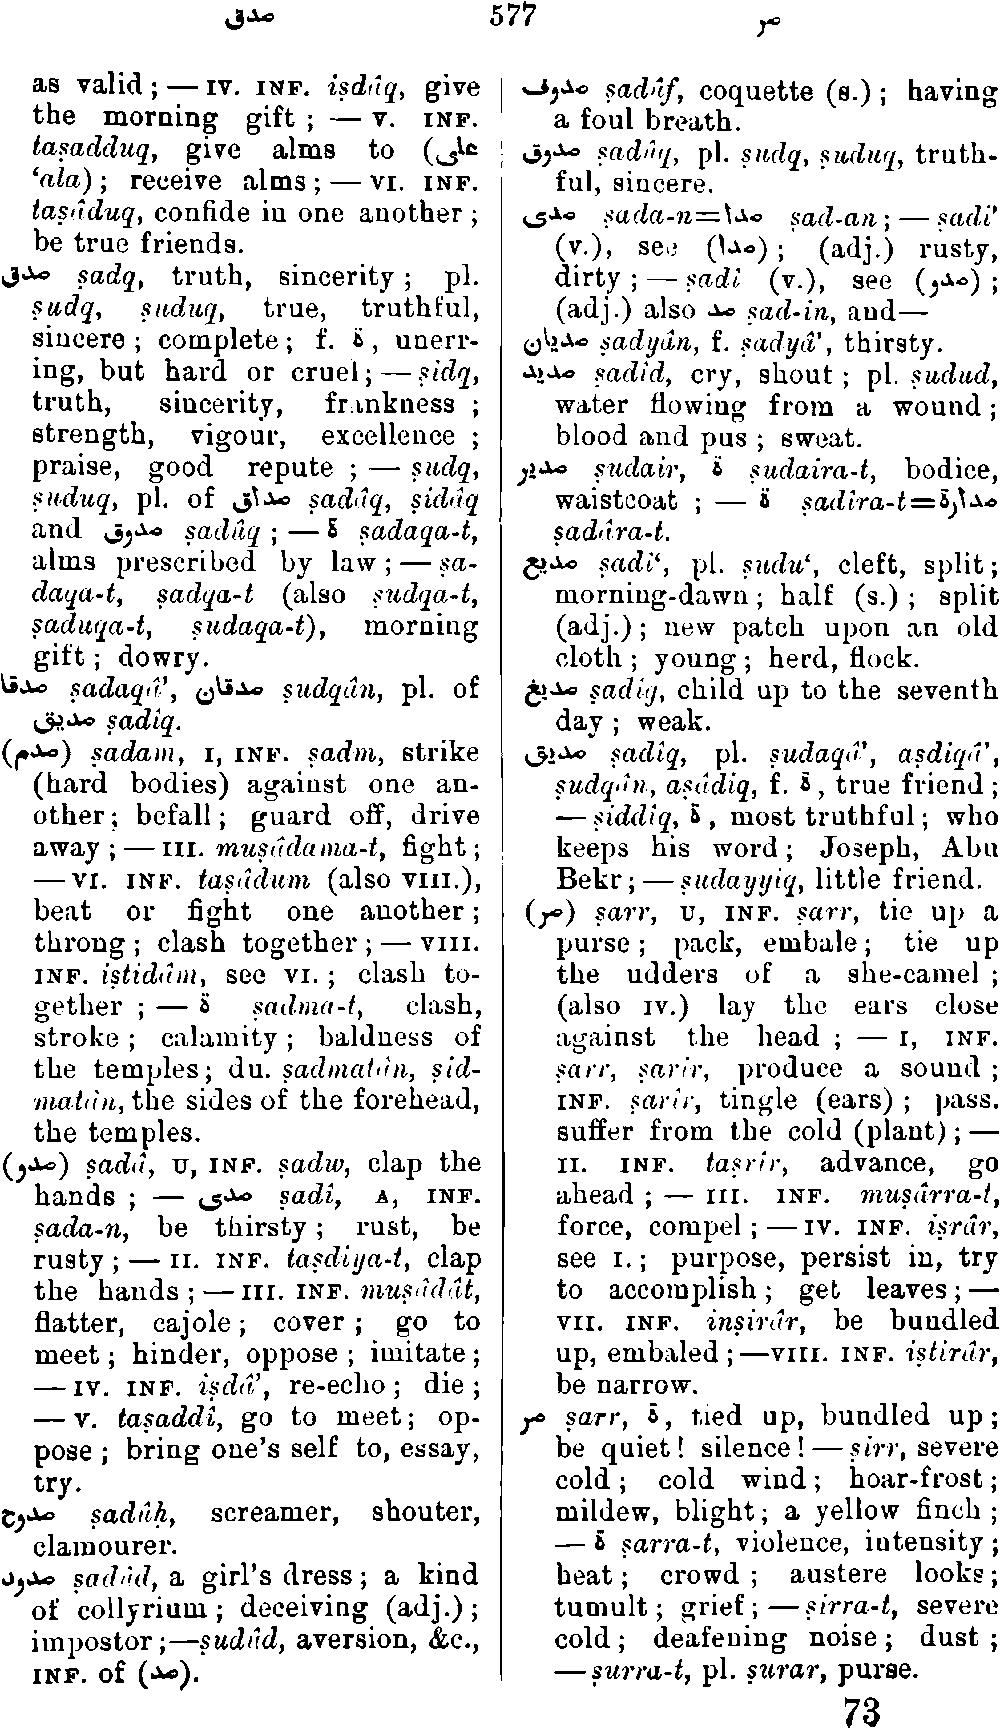 صدق 577 صر
as valid; — IV. INF. iṣdâq, give
the morning gift; — V. INF.
taṣadduq, give alms to (على
‘ala); receive alms; — VI. INF.
taṣâduq, confide in one another;
be true friends.
صدق ṣadq, truth, sincerity; pl.
ṣudq, ṣuduq, true, truthful,
sincere; complete; f. ة, unerr-
ing, but hard or cruel; — ṣidq,
truth, sincerity, frankness;
strength, vigour, excellence;
praise, good repute; — ṣudq,
ṣuduq, pl. of صداق ṣadâq, ṣidâq
and صدوق ṣadûq; — ة ṣadaqa-t,
alms prescribed by law; — ṣa-
daqa-t, ṣadqa-t (also ṣudqa-t,
ṣaduqa-t, ṣudaqa-t), morning
gift; dowry.
صدقا ṣadaqâ’, صدقان ṣudqân, pl. of
صديق ṣadîq.
(صدم) ṣadam, I, INF. ṣadm, strike
(hard bodies) against one an-
other; befall; guard off, drive
away; — III. muṣâdama-t, fight;
— VI. INF. taṣâdum (also VIII.),
beat or fight one another;
throng; clash together; — VIII.
INF. iṣtidâm, see VI.; clash to-
gether; — ة ṣadma-t, clash,
stroke; calamity; baldness of
the temples; du. ṣadmatân, ṣid-
matân, the sides of the forehead,
the temples.
(صدو) ṣadâ, U, INF. ṣadw, clap the
hands; — صدى ṣadî, A, INF.
ṣada-n, be thirsty; rust, be
rusty; — II. INF. taṣdiya-t, clap
the hands; — III. INF. muṣâdât,
flatter, cajole; cover; go to
meet; hinder, oppose; imitate;
— IV. INF. iṣdâ’, re-echo; die;
— V. taṣaddî, go to meet; op-
pose; bring one's self to, essay,
try.
صدوح ṣadûḥ, screamer, shouter,
clamourer.
صدود ṣadûd, a girl's dress; a kind
of collyrium; deceiving (adj.);
impostor; — ṣudûd, aversion, &c.,
INF. of (صد).
صدوف ṣadûf, coquette (s.); having
a foul breath.
صدوق ṣadûq, pl. ṣudq, ṣuduq, truth-
ful, sincere.
صدى ṣada-n=صدا ṣad-an; — ṣadi’
(v.), see (صدا); (adj.) rusty,
dirty; — ṣadî (v.), see (صدو);
(adj.) also صد ṣad-in, and—
صديان ṣadyân, f. ṣadyâ’, thirsty.
صديد ṣadîd, cry, shout; pl. ṣudud,
water flowing from a wound;
blood and pus; sweat.
صدير ṣudair, ة ṣudaira-t, bodice,
waistcoat; — ة ṣadîra-t=صدارة
ṣadâra-t.
صديع ṣadî‘, pl. ṣudu‘, cleft, split;
morning-dawn; half (s.); split
(adj.); new patch upon an old
cloth; young; herd, flock.
صديغ ṣadîg, child up to the seventh
day; weak.
صديق ṣadîq, pl. ṣudaqâ’, aṣdiqâ’,
ṣudqân, aṣâdiq, f. ة, true friend;
— ṣiddîq, ة, most truthful; who
keeps his word; Joseph, Abu
Bekr; — ṣudayyiq, little friend.
(صر) ṣarr, U, INF. ṣarr, tie up a
purse; pack, embale; tie up
the udders of a she-camel;
(also IV.) lay the ears close
against the head; — I, INF.
ṣarr, ṣarîr, produce a sound;
INF. ṣarîr, tingle (ears); pass.
suffer from the cold (plant); —
II. INF. taṣrîr, advance, go
ahead; — III. INF. muṣârra-t,
force, compel; — IV. INF. iṣrâr,
see I.; purpose, persist in, try
to accomplish; get leaves; —
VII. INF. inṣirâr, be bundled
up, embaled; — VIII. INF. iṣtirâr,
be narrow.
صر ṣarr, ة, tied up, bundled up;
be quiet! silence! — ṣirr, severe
cold; cold wind; hoar-frost;
mildew, blight; a yellow finch;
— ة ṣarra-t, violence, intensity;
heat; crowd; austere looks;
tumult; grief; — ṣirra-t, severe
cold; deafening noise; dust;
— ṣurra-t, pl. ṣurar, purse.
73